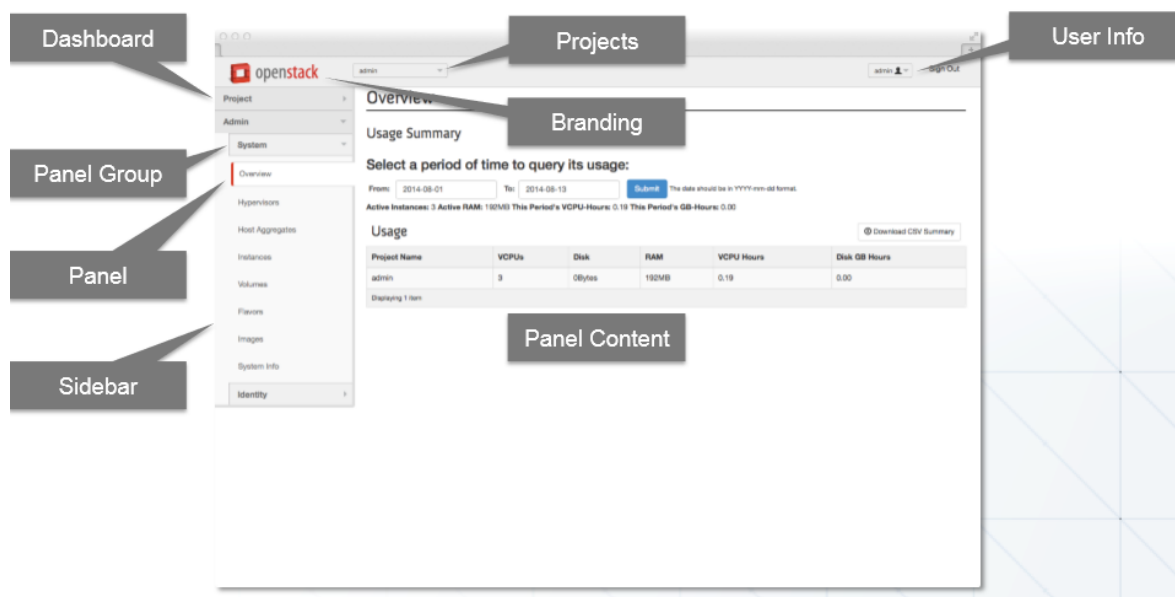 Dashboard
Projects
User Info
openstack
admin
admin
Sign Out
Project
Overview
Branding
Admin
Usage Summary
System
Panel Group
Select a period of time to query its usage:
Overview
From: 2014-08-01 To: 2014-08-13 Submit The date should be in YYYY-mm-dd format.
Hypervisors
Active Instances: 3 Active RAM: 192MB This Period's VCPU-Hours: 0.19 This Period's GB-Hours: 0.00
Host Aggregates
Usage
Download CSV Summary
Panel
Instances
Project Name VCPUs Disk RAM VCPU Hours Disk GB Hours
admin 3 0Bytes 192MB 0.19 0.00
Volumes
Displaying 1 item
Flavors
Panel Content
Images
System Info
Sidebar
Identity